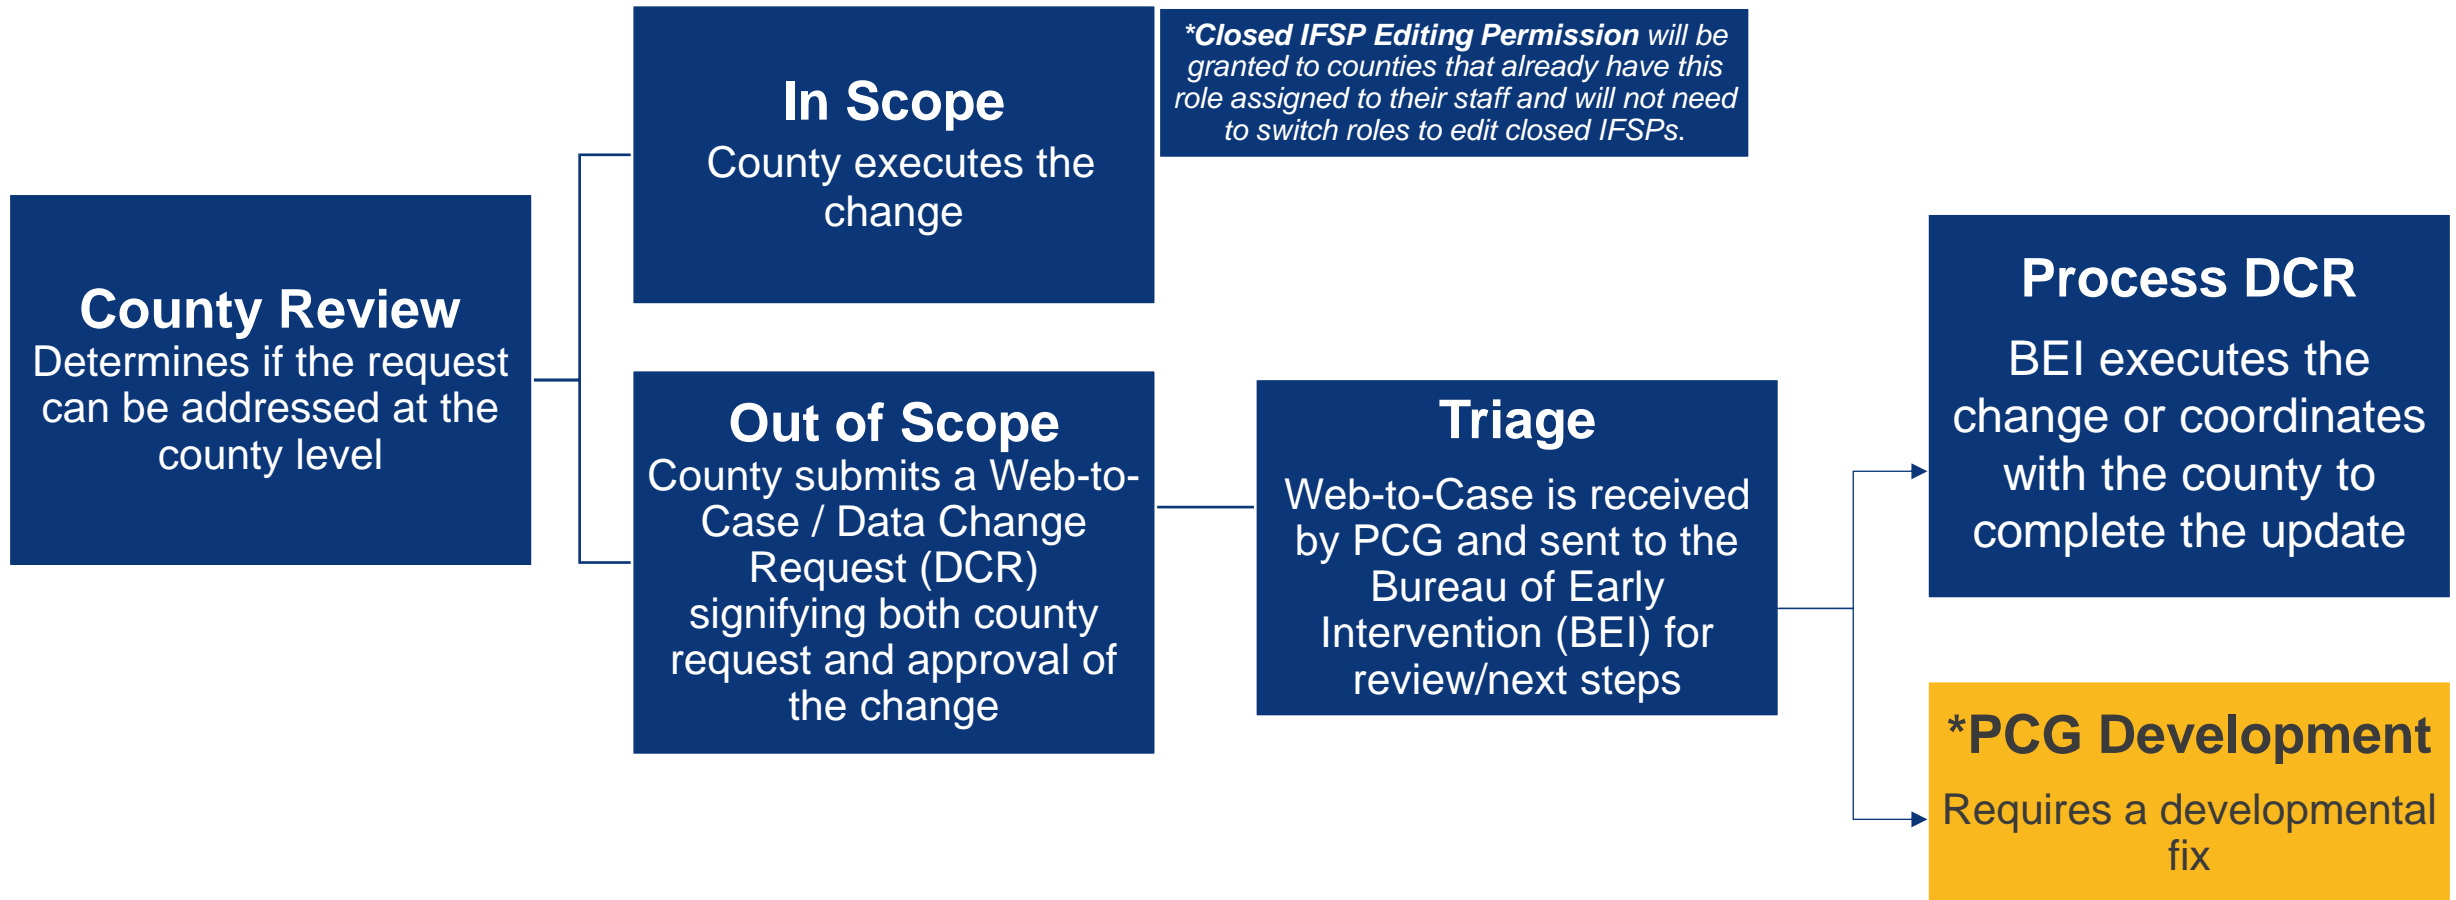 County Review
Determines if the request
can be addressed at the
county level
In Scope
County executes the
change
*Closed IFSP Editing Permission will be
granted to counties that already have this
role assigned to their staff and will not need
to switch roles to edit closed IFSPs.
Out of Scope
County submits a Web-to-
Case / Data Change
Request (DCR)
signifying both county
request and approval of
the change
Triage
Web-to-Case is received
by PCG and sent to the
Bureau of Early
Intervention (BEI) for
review/next steps
Process DCR
BEI executes the
change or coordinates
with the county to
complete the update
*PCG Development
Requires a developmental
fix